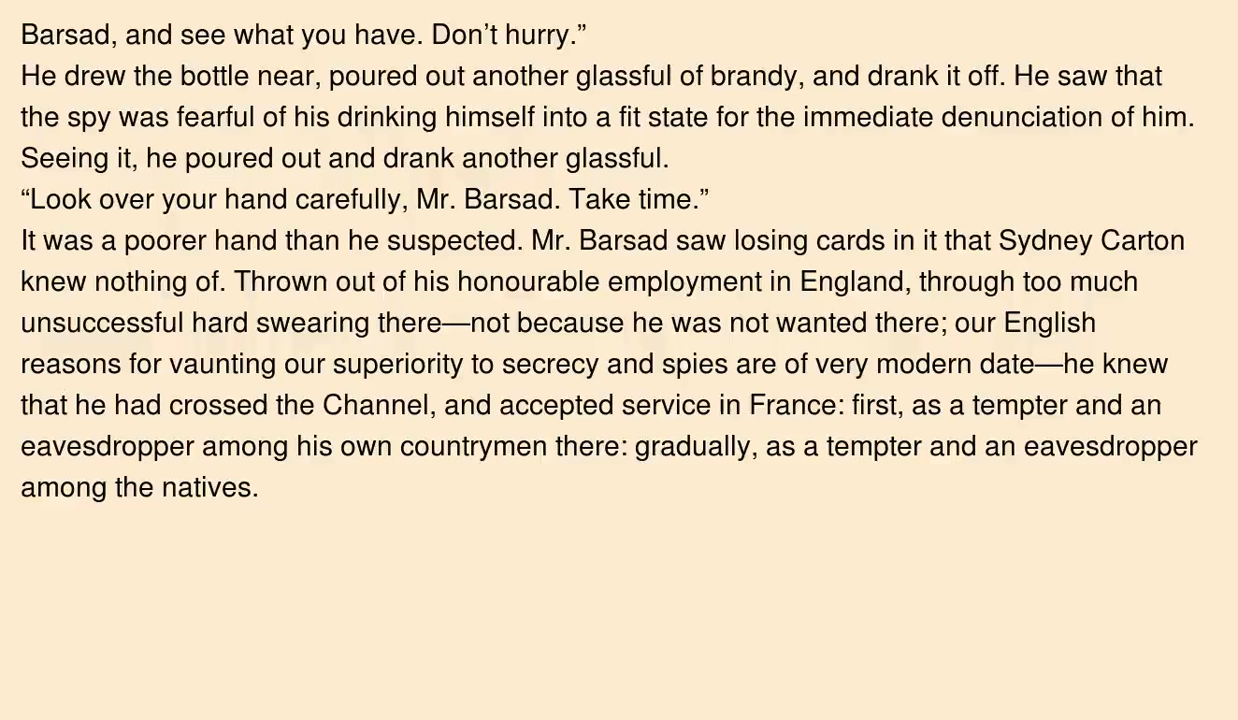 Barsad, and see what you have. Don’t hurry.”
He drew the bottle near, poured out another glassful of brandy, and drank it off. He saw that
the spy was fearful of his drinking himself into a fit state for the immediate denunciation of him.
Seeing it, he poured out and drank another glassful.
“Look over your hand carefully, Mr. Barsad. Take time.”
It was a poorer hand than he suspected. Mr. Barsad saw losing cards in it that Sydney Carton
knew nothing of. Thrown out of his honourable employment in England, through too much
unsuccessful hard swearing there—not because he was not wanted there; our English
reasons for vaunting our superiority to secrecy and spies are of very modern date—he knew
that he had crossed the Channel, and accepted service in France: first, as a tempter and an
eavesdropper among his own countrymen there: gradually, as a tempter and an eavesdropper
among the natives.